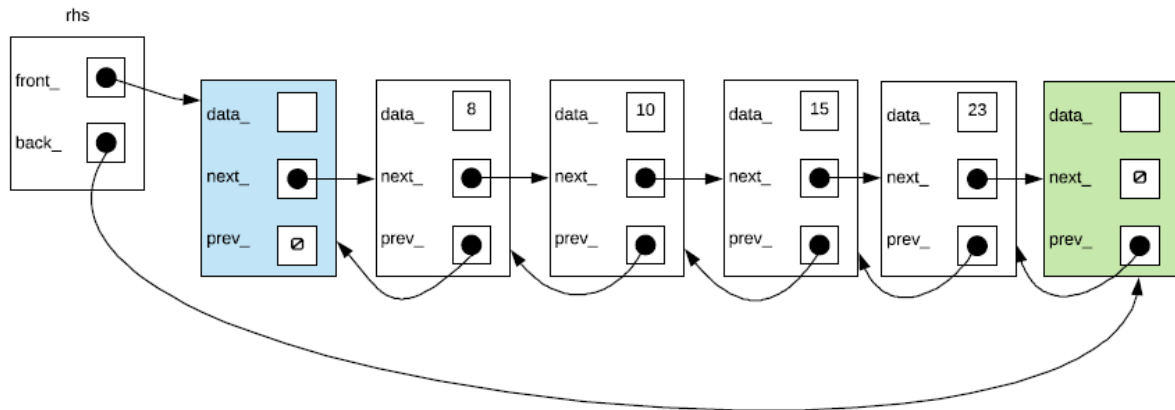 rhs
front_
back_
data_
next_
prev_ ∅
data_ 8
next_
prev_
data_ 10
next_
prev_
data_ 15
next_
prev_
data_ 23
next_
prev_
data_
next_ ∅
prev_